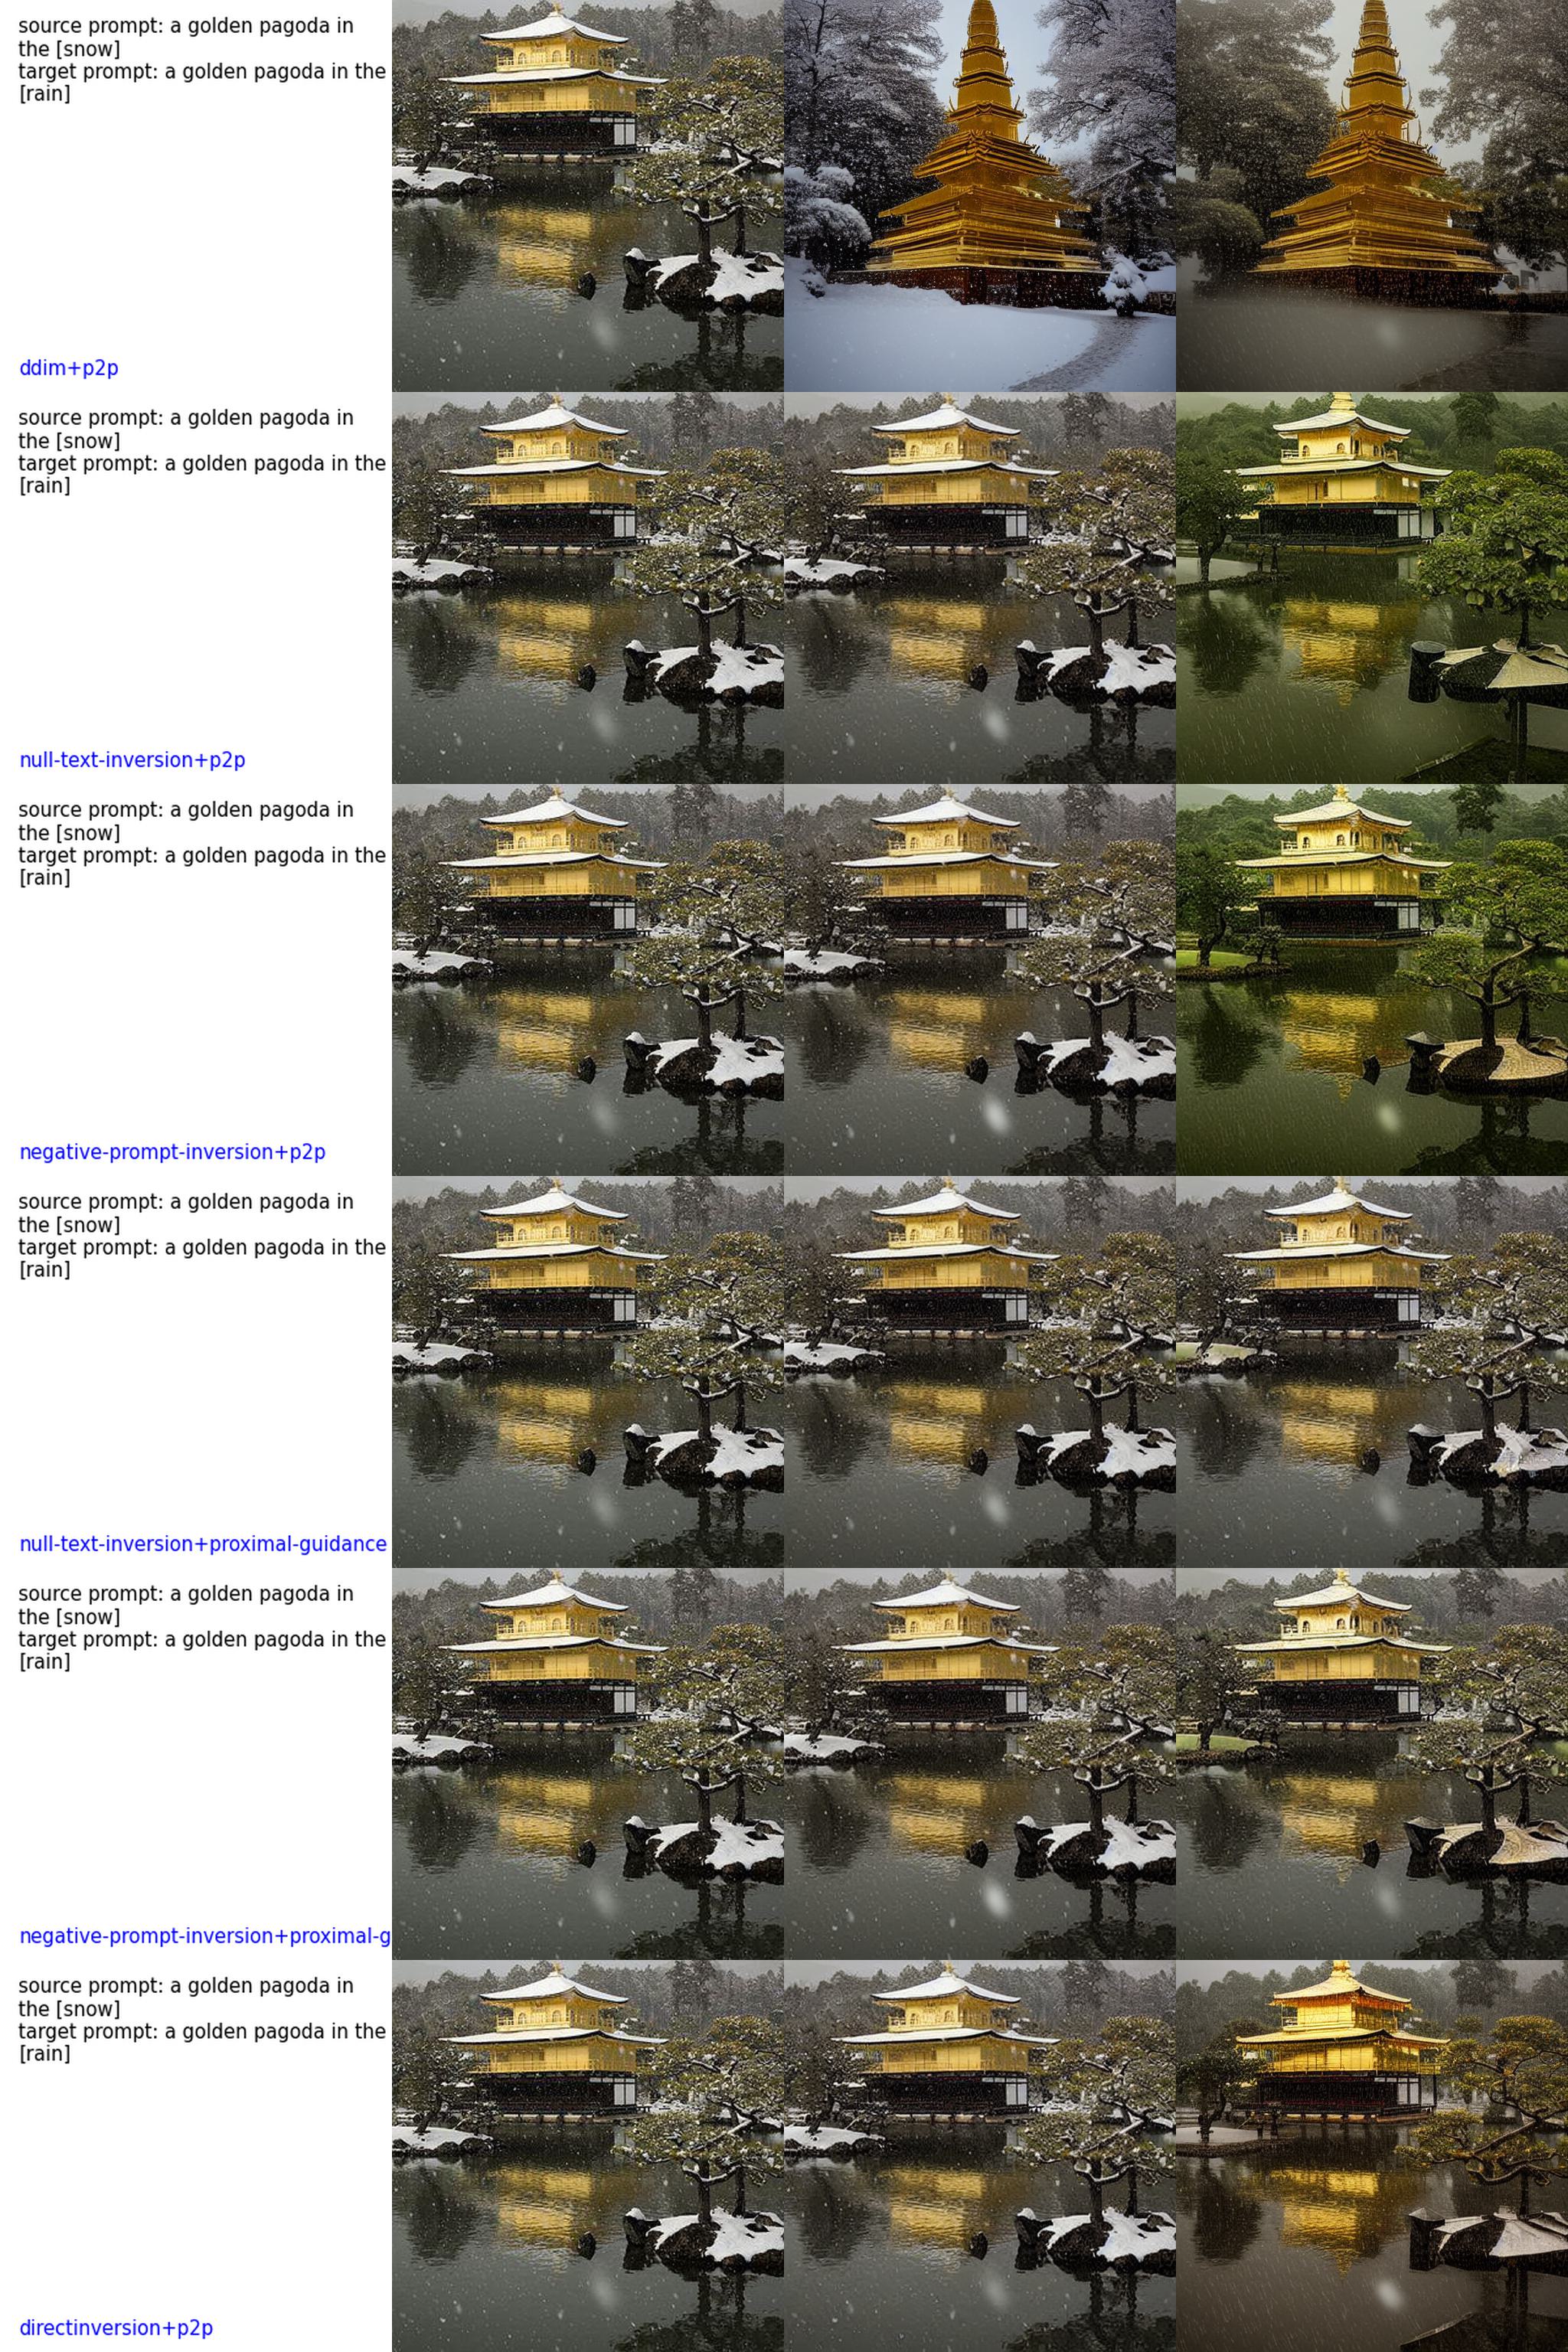 source prompt: a golden pagoda in
the [snow]
target prompt: a golden pagoda in the
[rain]
ddim+p2p
source prompt: a golden pagoda in
the [snow]
target prompt: a golden pagoda in the
[rain]
null-text-inversion+p2p
source prompt: a golden pagoda in
the [snow]
target prompt: a golden pagoda in the
[rain]
negative-prompt-inversion+p2p
source prompt: a golden pagoda in
the [snow]
target prompt: a golden pagoda in the
[rain]
null-text-inversion+proximal-guidance
source prompt: a golden pagoda in
the [snow]
target prompt: a golden pagoda in the
[rain]
negative-prompt-inversion+proximal-g
source prompt: a golden pagoda in
the [snow]
target prompt: a golden pagoda in the
[rain]
directinversion+p2p